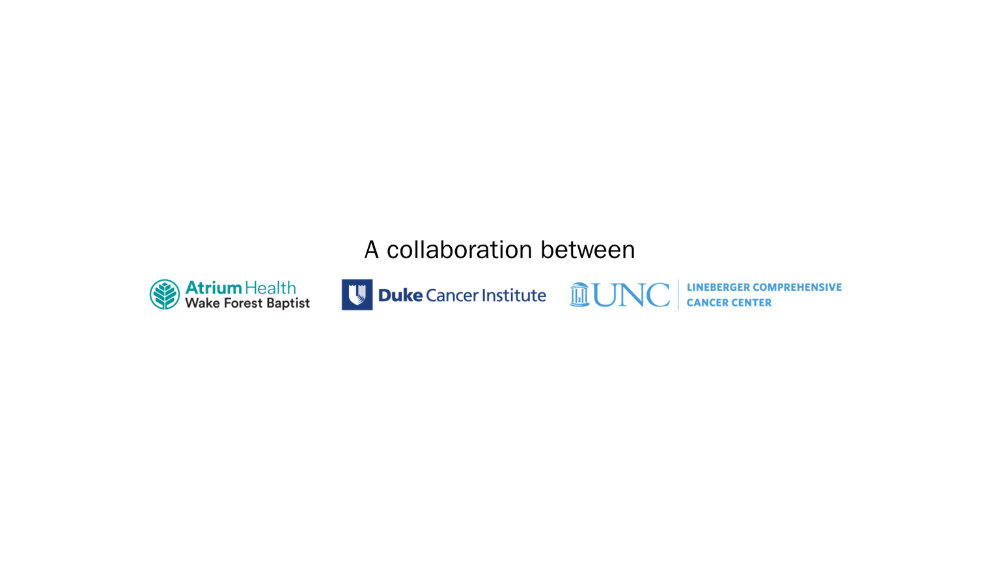 A collaboration between
Atrium Health
Wake Forest Baptist
Duke Cancer Institute
UNC
LINEBERGER COMPREHENSIVE
CANCER CENTER